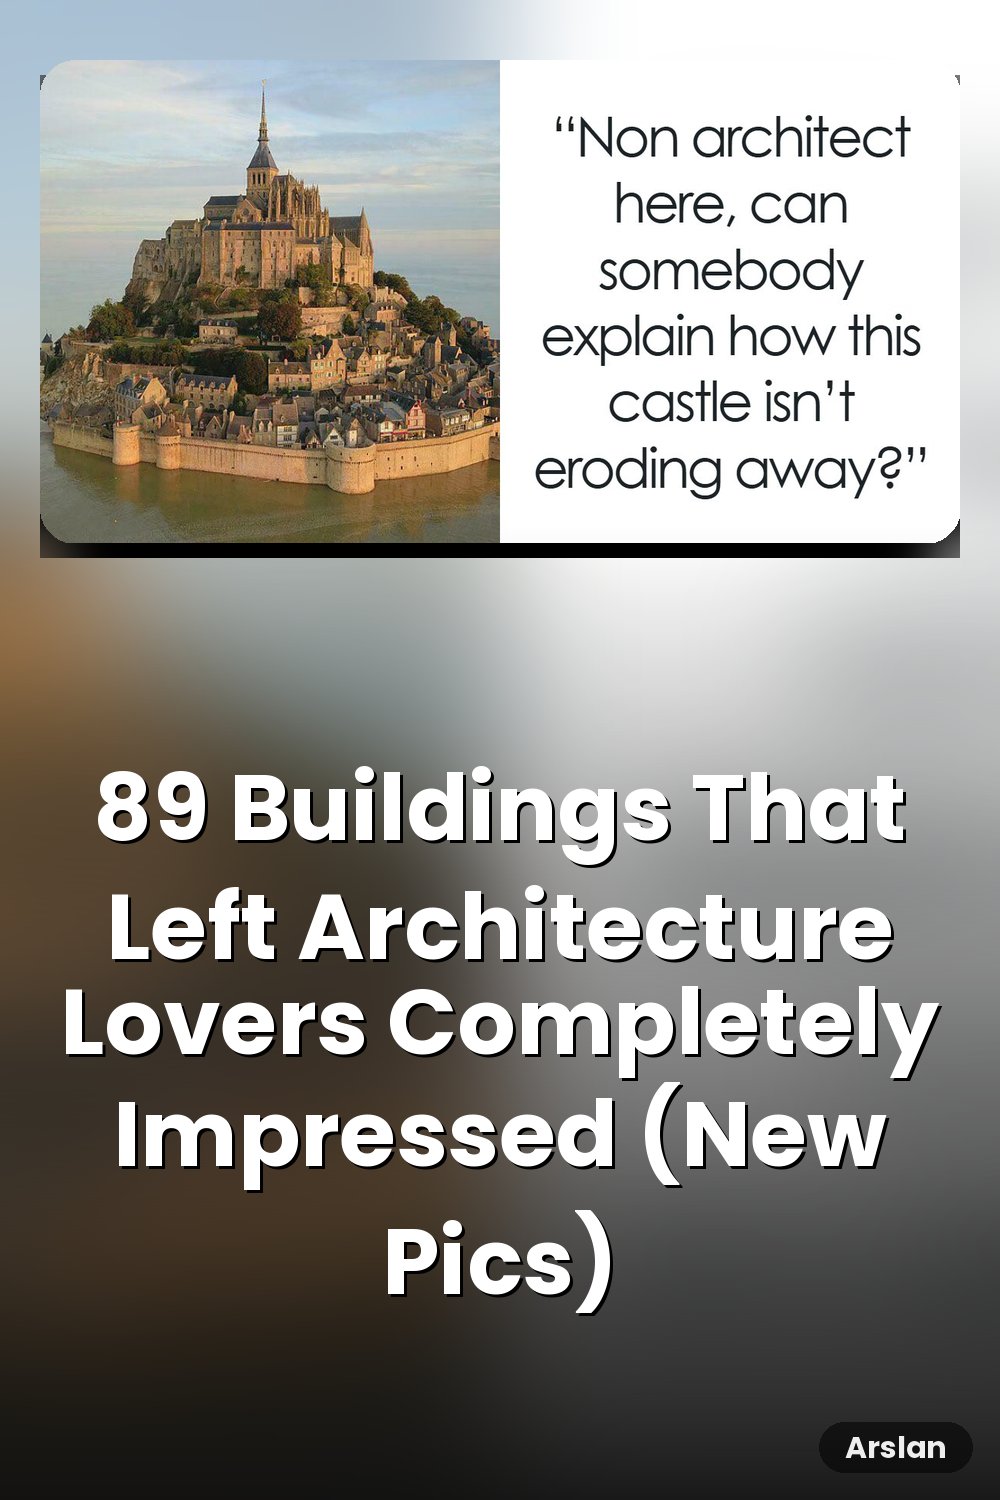 “Non architect
here, can
somebody
explain how this
castle isn’t
eroding away?”
89 Buildings That
Left Architecture
Lovers Completely
Impressed (New
Pics)
Arslan